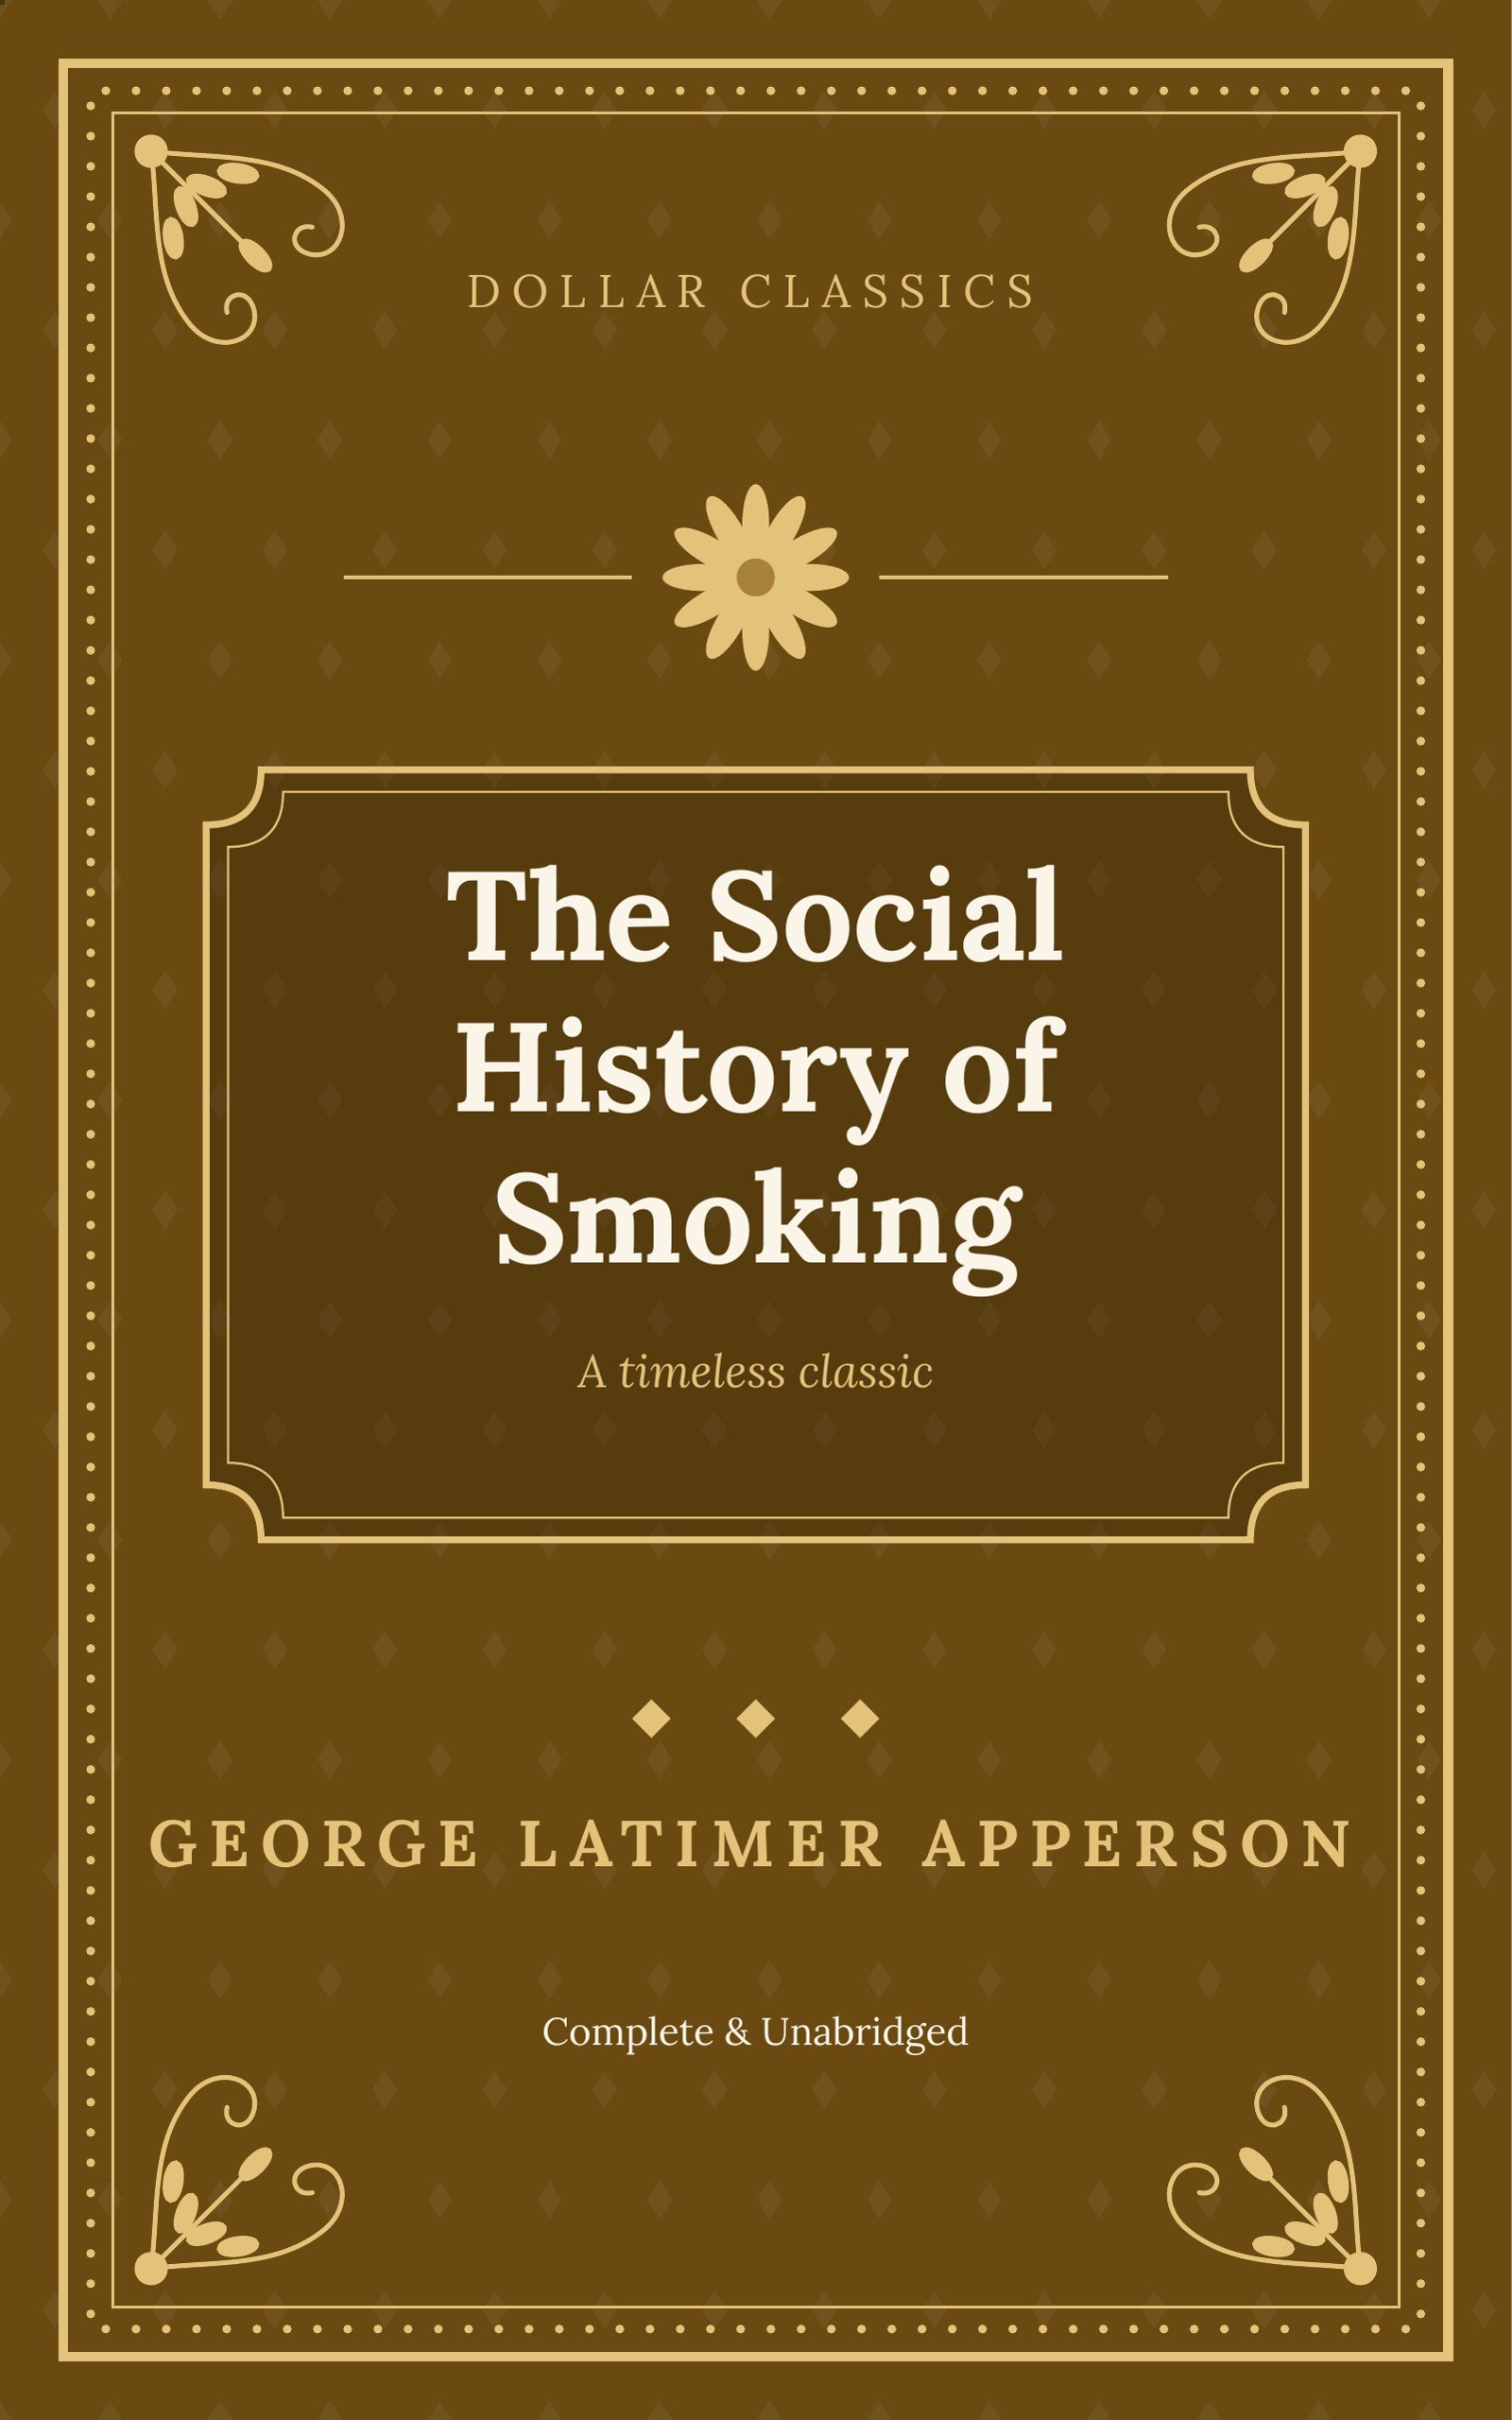 DOLLAR CLASSICS
The Social
History of
Smoking
A timeless classic
GEORGE LATIMER APPERSON
Complete & Unabridged